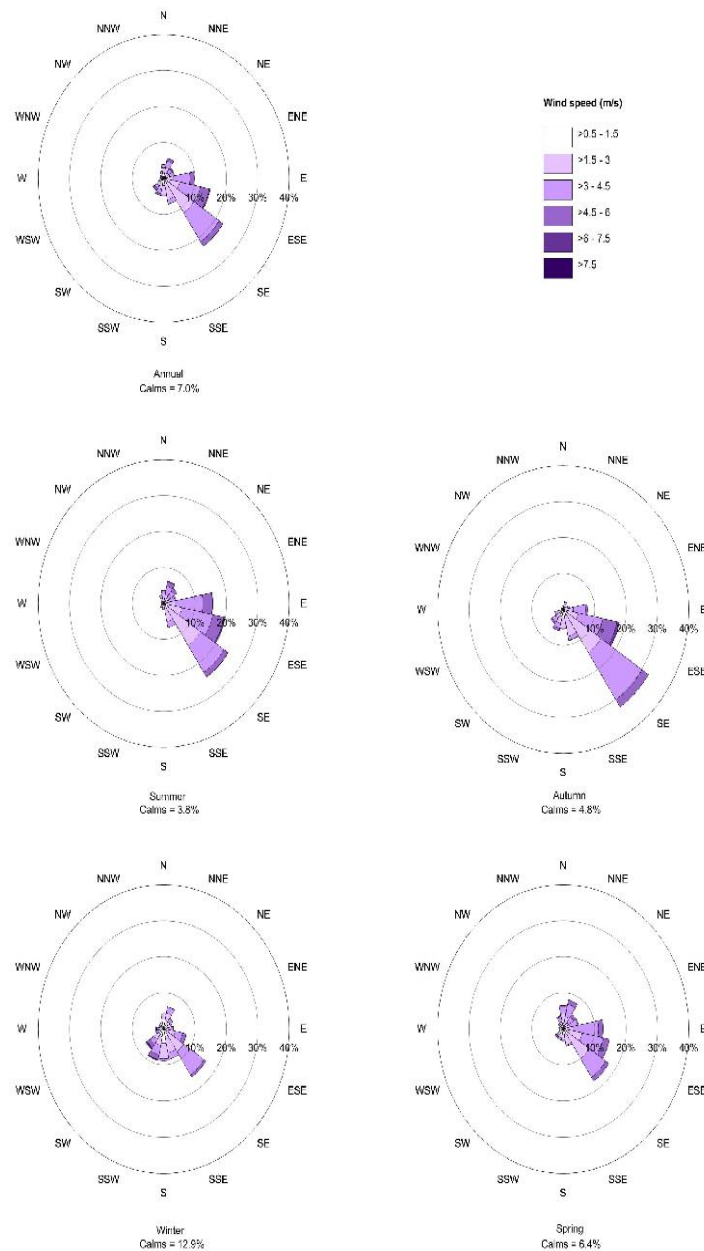 N
NNW NNE
NW NE
WNW ENE
W E
10% 20% 30% 40%
WSW ESE
SW SE
SSW SSE
S
Annual
Calms = 7.0%
Wind speed (m/s)
>0.5 - 1.5
>1.5 - 3
>3 - 4.5
>4.5 - 6
>6 - 7.5
>7.5
N
NNW NNE
NW NE
WNW ENE
W E
10% 20% 30% 40%
WSW ESE
SW SE
SSW SSE
S
Summer
Calms = 3.8%
N
NNW NNE
NW NE
WNW ENE
W E
10% 20% 30% 40%
WSW ESE
SW SE
SSW SSE
S
Autumn
Calms = 4.8%
N
NNW NNE
NW NE
WNW ENE
W E
10% 20% 30% 40%
WSW ESE
SW SE
SSW SSE
S
Winter
Calms = 12.9%
N
NNW NNE
NW NE
WNW ENE
W E
10% 20% 30% 40%
WSW ESE
SW SE
SSW SSE
S
Spring
Calms = 6.4%